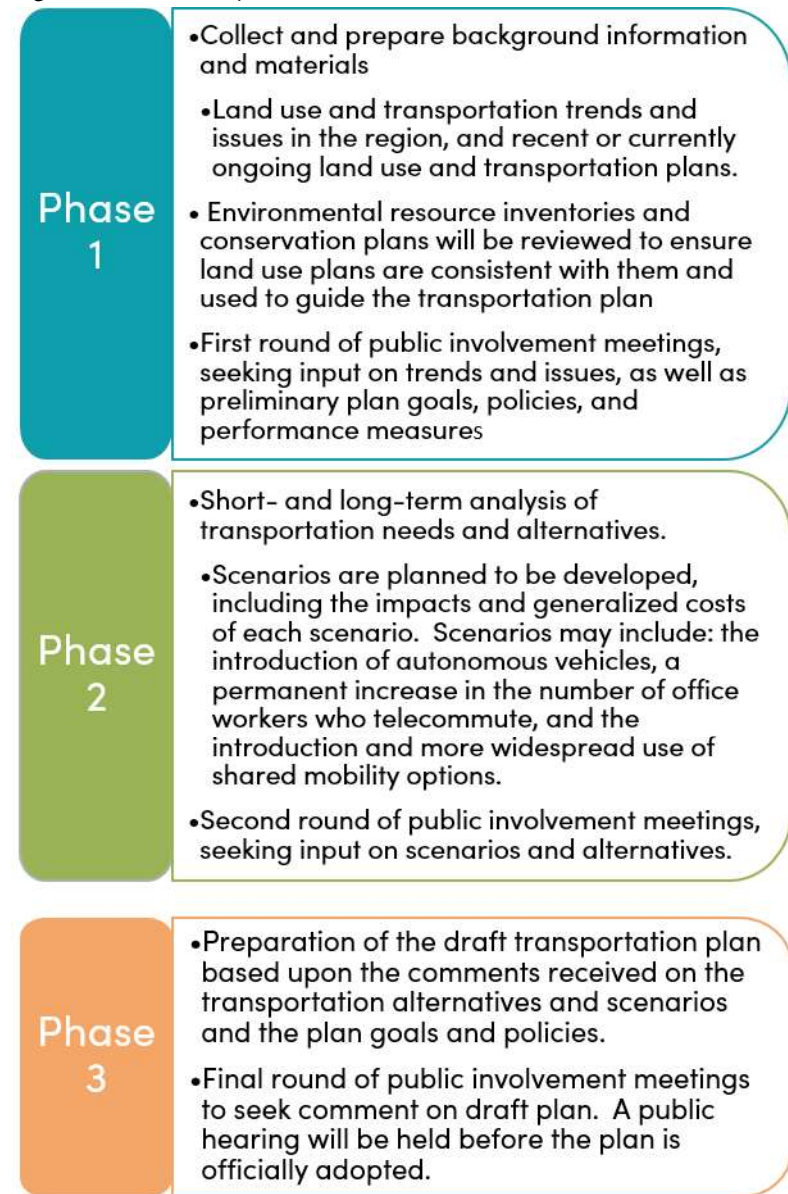 Phase
1
•Collect and prepare background information
and materials
•Land use and transportation trends and
issues in the region, and recent or currently
ongoing land use and transportation plans.
• Environmental resource inventories and
conservation plans will be reviewed to ensure
land use plans are consistent with them and
used to guide the transportation plan
•First round of public involvement meetings,
seeking input on trends and issues, as well as
preliminary plan goals, policies, and
performance measures
Phase
2
•Short- and long-term analysis of
transportation needs and alternatives.
•Scenarios are planned to be developed,
including the impacts and generalized costs
of each scenario.  Scenarios may include: the
introduction of autonomous vehicles, a
permanent increase in the number of office
workers who telecommute, and the
introduction and more widespread use of
shared mobility options.
•Second round of public involvement meetings,
seeking input on scenarios and alternatives.
Phase
3
•Preparation of the draft transportation plan
based upon the comments received on the
transportation alternatives and scenarios
and the plan goals and policies.
•Final round of public involvement meetings
to seek comment on draft plan.  A public
hearing will be held before the plan is
officially adopted.